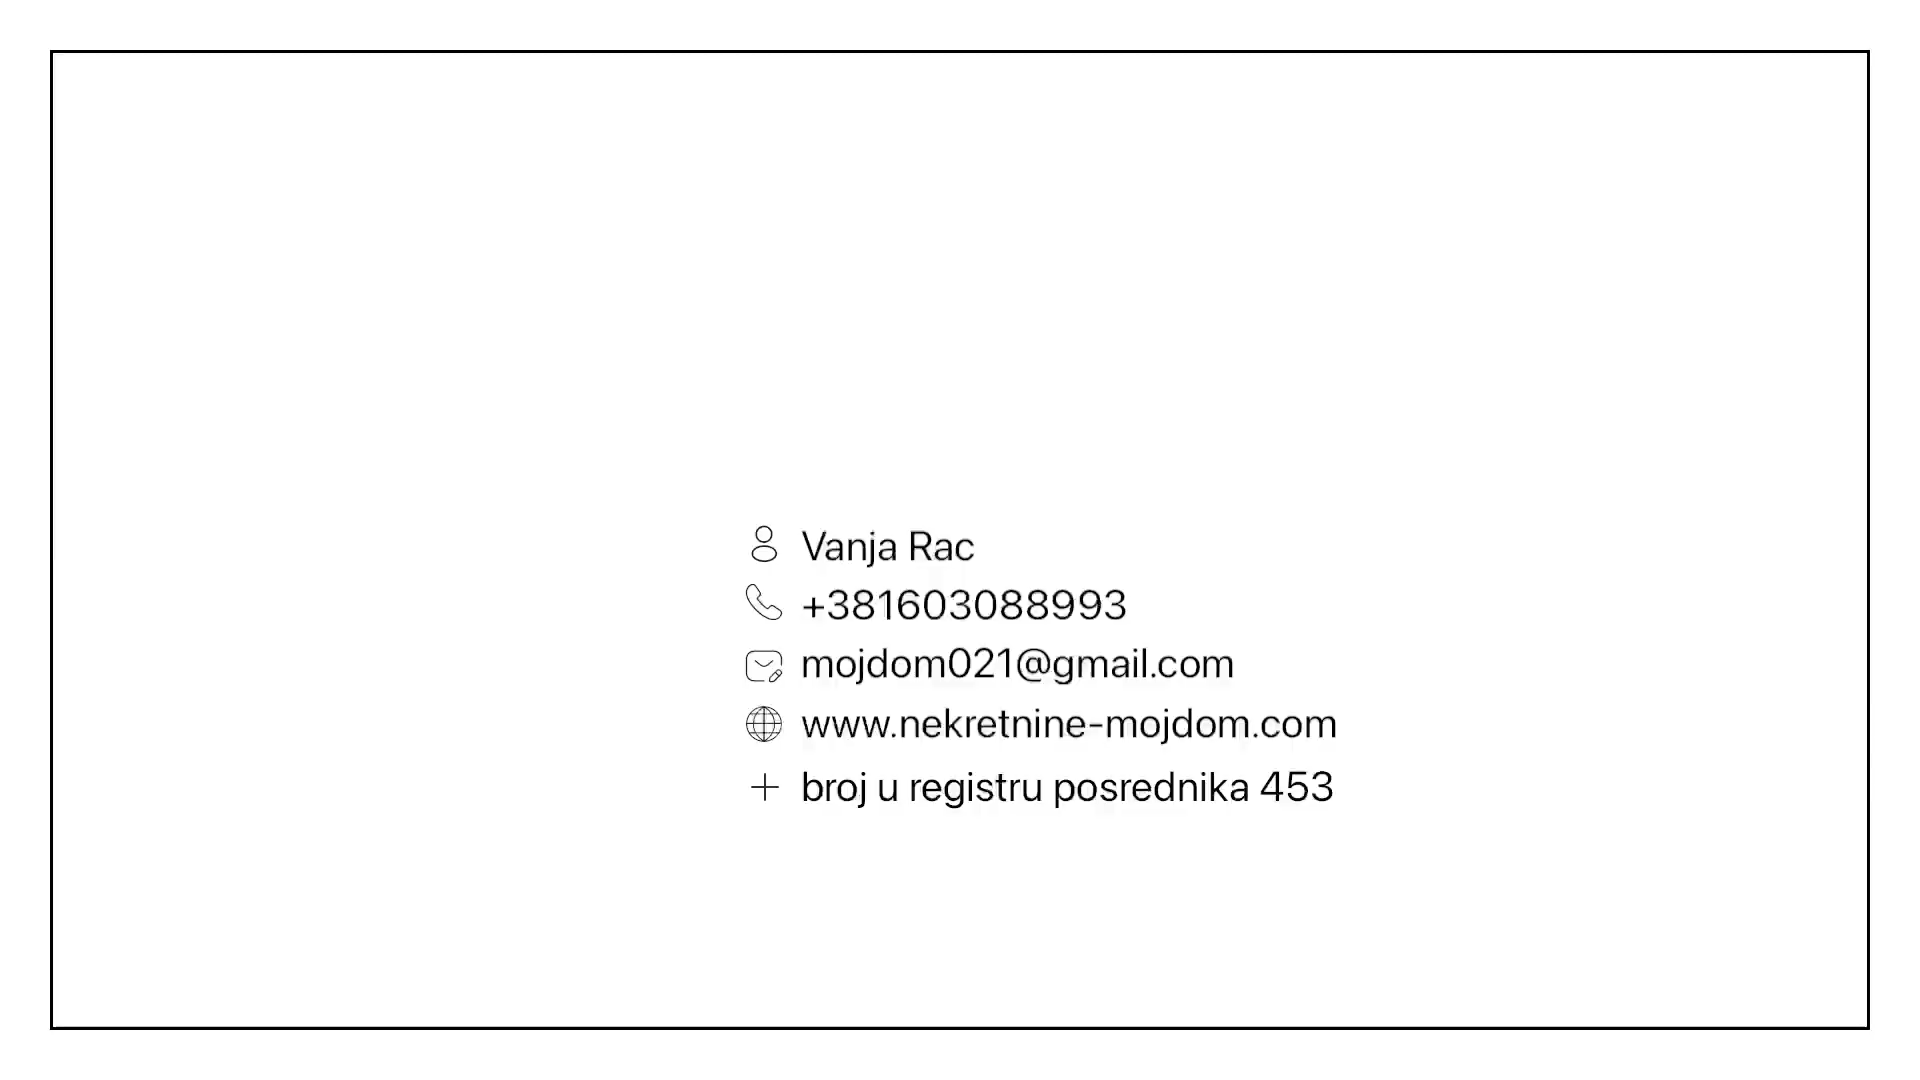 Vanja Rac
+381603088993
mojdom021@gmail.com
www.nekretnine-mojdom.com
broj u registru posrednika 453